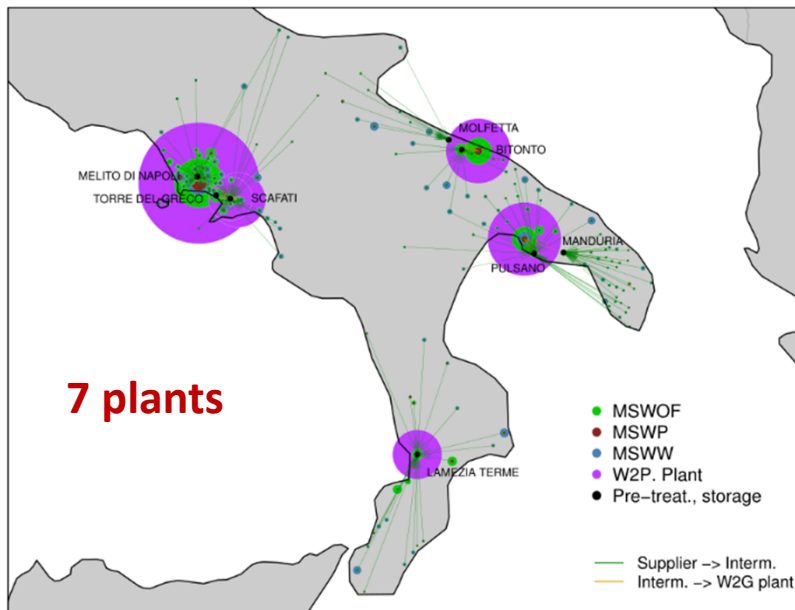 MOLFETTA
BITONTO
MELITO DI NAPOLI
TORRE DEL GRECO
SCAFATI
MANDURIA
PULSANO
7 plants
LAMEZIA TERME
MSWOF
MSWP
MSWW
W2P. Plant
Pre-treat., storage
Supplier -> Interm.
Interm. -> W2G plant